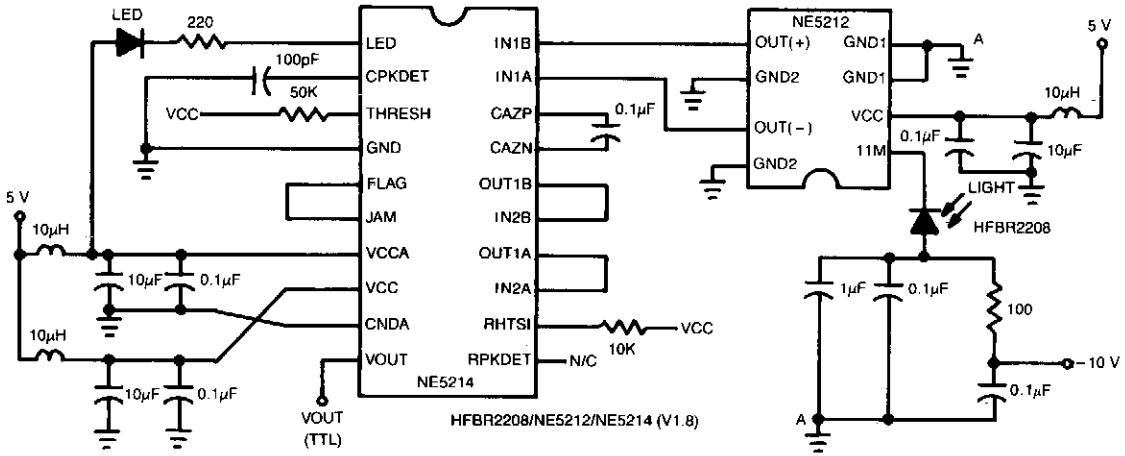 LED
220
100pF
50K
VCC
5 V
10µH
10µF
0.1µF
10µH
10µF
0.1µF
VOUT
(TTL)
LED
CPKDET
THRESH
GND
FLAG
JAM
VCCA
VCC
CNDA
VOUT
IN1B
IN1A
CAZP
CAZN
OUT1B
IN2B
OUT1A
IN2A
RHTSI
RPKDET
NE5214
0.1µF
10K
VCC
N/C
HFBR2208/NE5212/NE5214 (V1.8)
NE5212
OUT(+)
GND2
OUT(−)
GND2
GND1
GND1
VCC
11M
A
5 V
10µH
0.1µF
10µF
LIGHT
HFBR2208
1µF
0.1µF
100
−10 V
0.1µF
A